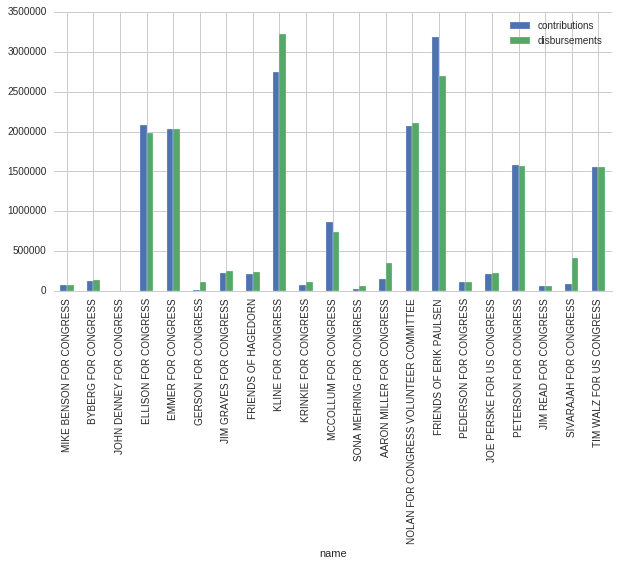 3500000
3000000
2500000
2000000
1500000
1000000
500000
0
contributions
disbursements
MIKE BENSON FOR CONGRESS
BYBERG FOR CONGRESS
JOHN DENNEY FOR CONGRESS
ELLISON FOR CONGRESS
EMMER FOR CONGRESS
GERSON FOR CONGRESS
JIM GRAVES FOR CONGRESS
FRIENDS OF HAGEDORN
KLINE FOR CONGRESS
KRINKIE FOR CONGRESS
MCCOLLUM FOR CONGRESS
SONA MEHRING FOR CONGRESS
AARON MILLER FOR CONGRESS
NOLAN FOR CONGRESS VOLUNTEER COMMITTEE
FRIENDS OF ERIK PAULSEN
PEDERSON FOR CONGRESS
JOE PERSKE FOR US CONGRESS
PETERSON FOR CONGRESS
JIM READ FOR CONGRESS
SIVARAJAH FOR CONGRESS
TIM WALZ FOR US CONGRESS
name